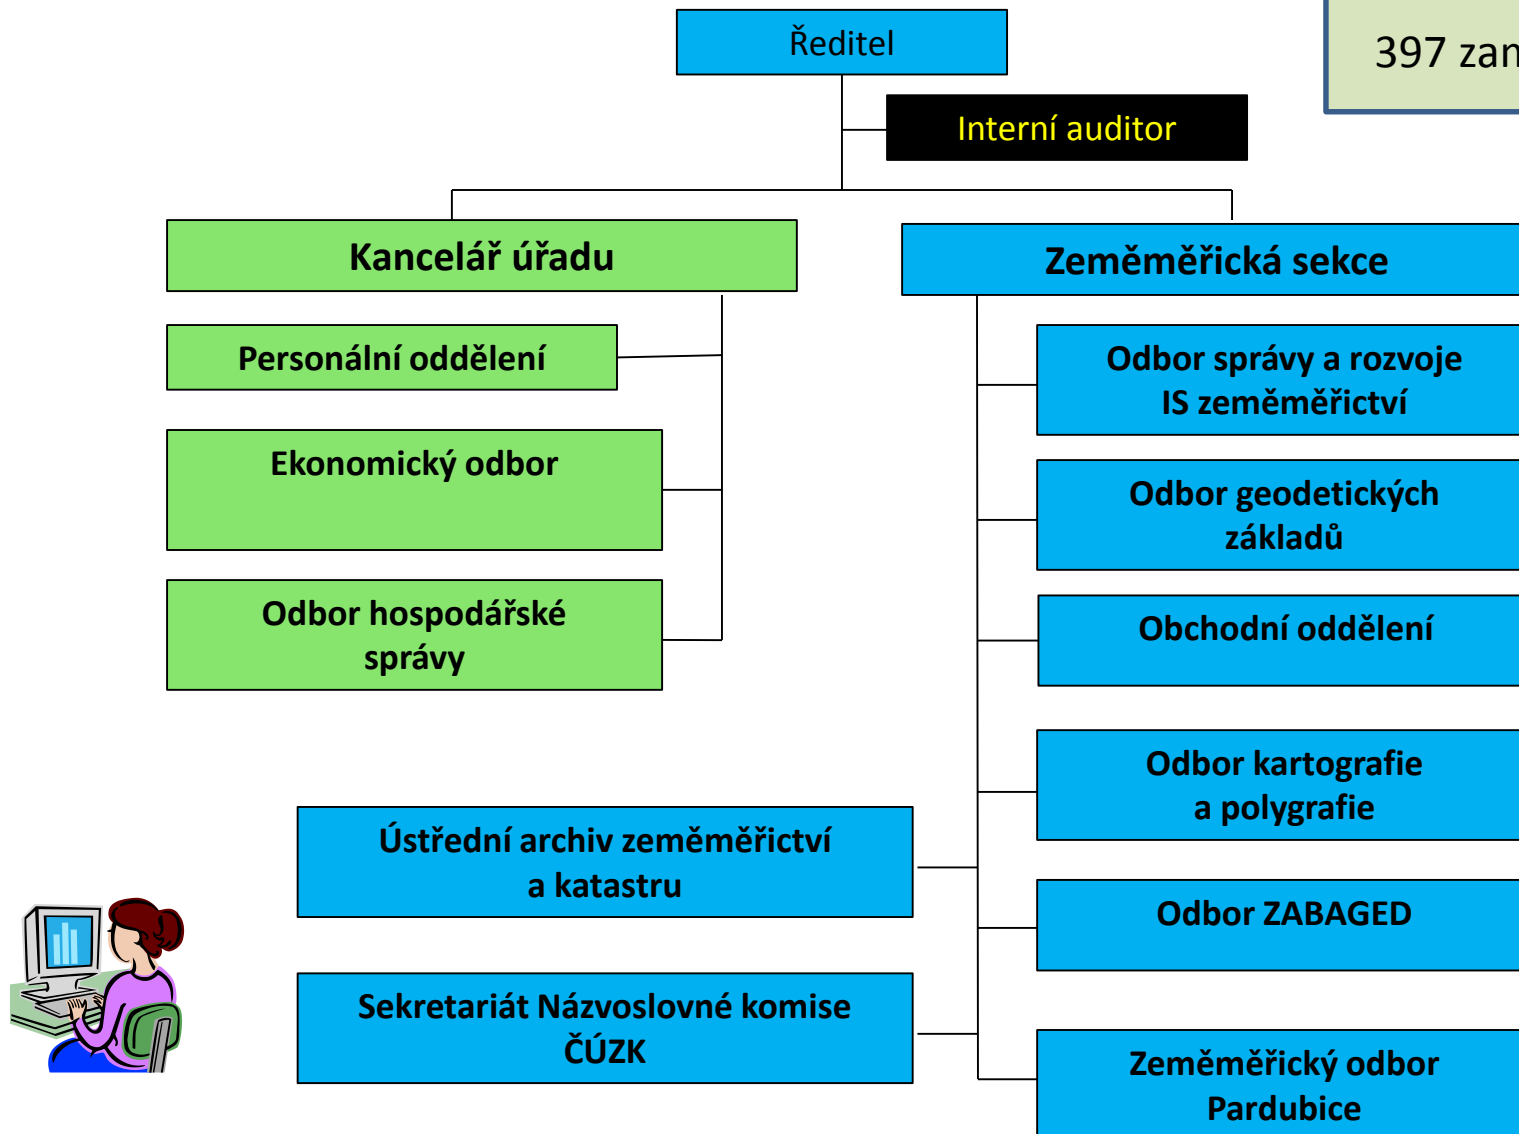 Ředitel
397
Interní auditor
Kancelář úřadu
Zeměměřická sekce
Personální oddělení
Ekonomický odbor
Odbor hospodářské
správy
Odbor správy a rozvoje
IS zeměměřictví
Odbor geodetických
základů
Obchodní oddělení
Odbor kartografie
a polygrafie
Ústřední archiv zeměměřictví
a katastru
Odbor ZABAGED
Sekretariát Názvoslovné komise
ČÚZK
Zeměměřický odbor
Pardubice